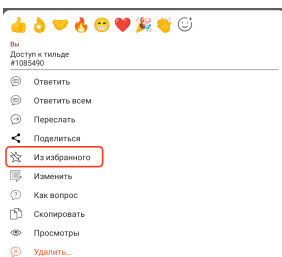 Вы
Доступ к тильде
#1085490
Ответить
Ответить всем
Переслать
Поделиться
Из избранного
Изменить
Как вопрос
Скопировать
Просмотры
Удалить...